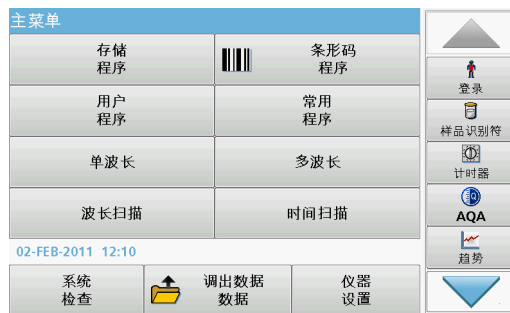 主菜单
存储
程序
条形码
程序
用户
程序
常用
程序
单波长
多波长
波长扫描
时间扫描
02-FEB-2011 12:10
系统
检查
调出数据
数据
仪器
设置
登录
样品识别符
计时器
AQA
趋势